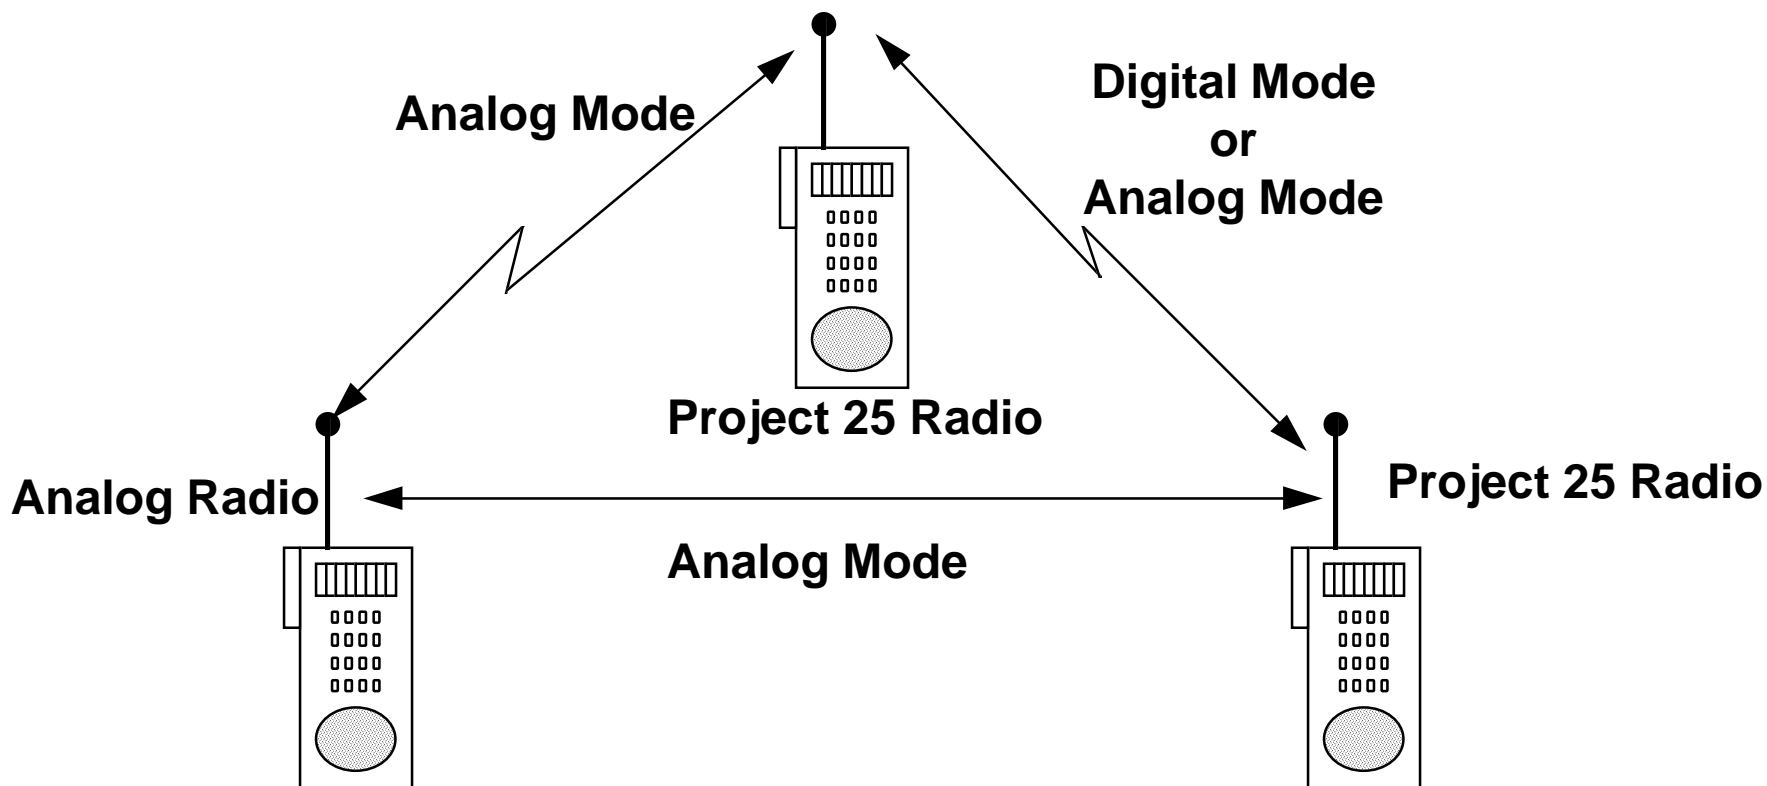 Analog Mode
Digital Mode
or
Analog Mode
Project 25 Radio
Analog Radio
Project 25 Radio
Analog Mode